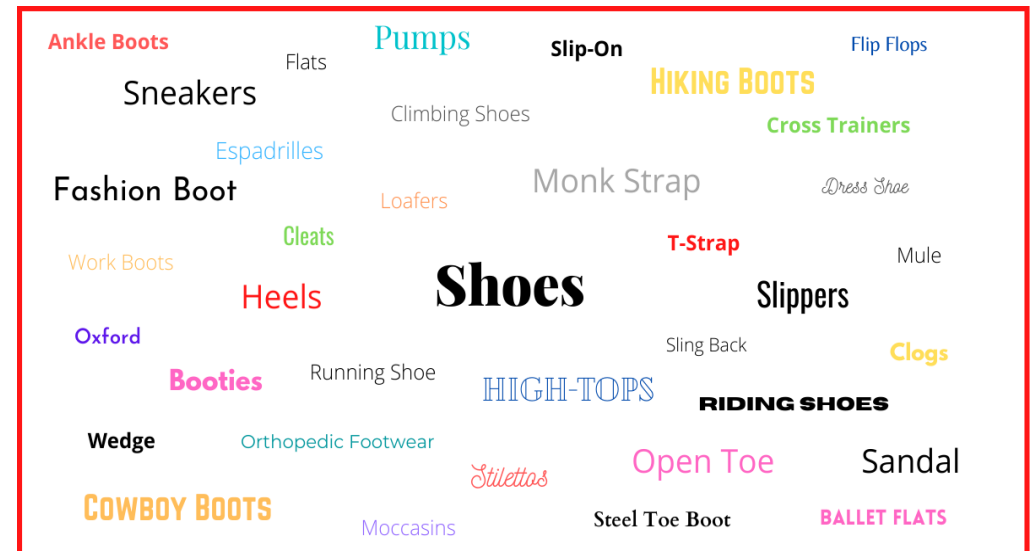 Ankle Boots
Pumps
Slip-On
Flip Flops
Flats
Sneakers
HIKING BOOTS
Climbing Shoes
Cross Trainers
Espadrilles
Fashion Boot
Monk Strap
Dress Shoe
Loafers
Cleats
T-Strap
Mule
Work Boots
Heels
Shoes
Slippers
Oxford
Sling Back
Clogs
Booties
Running Shoe
HIGH-TOPS
RIDING SHOES
Wedge
Orthopedic Footwear
Stilettos
Open Toe
Sandal
COWBOY BOOTS
Moccasins
Steel Toe Boot
BALLET FLATS